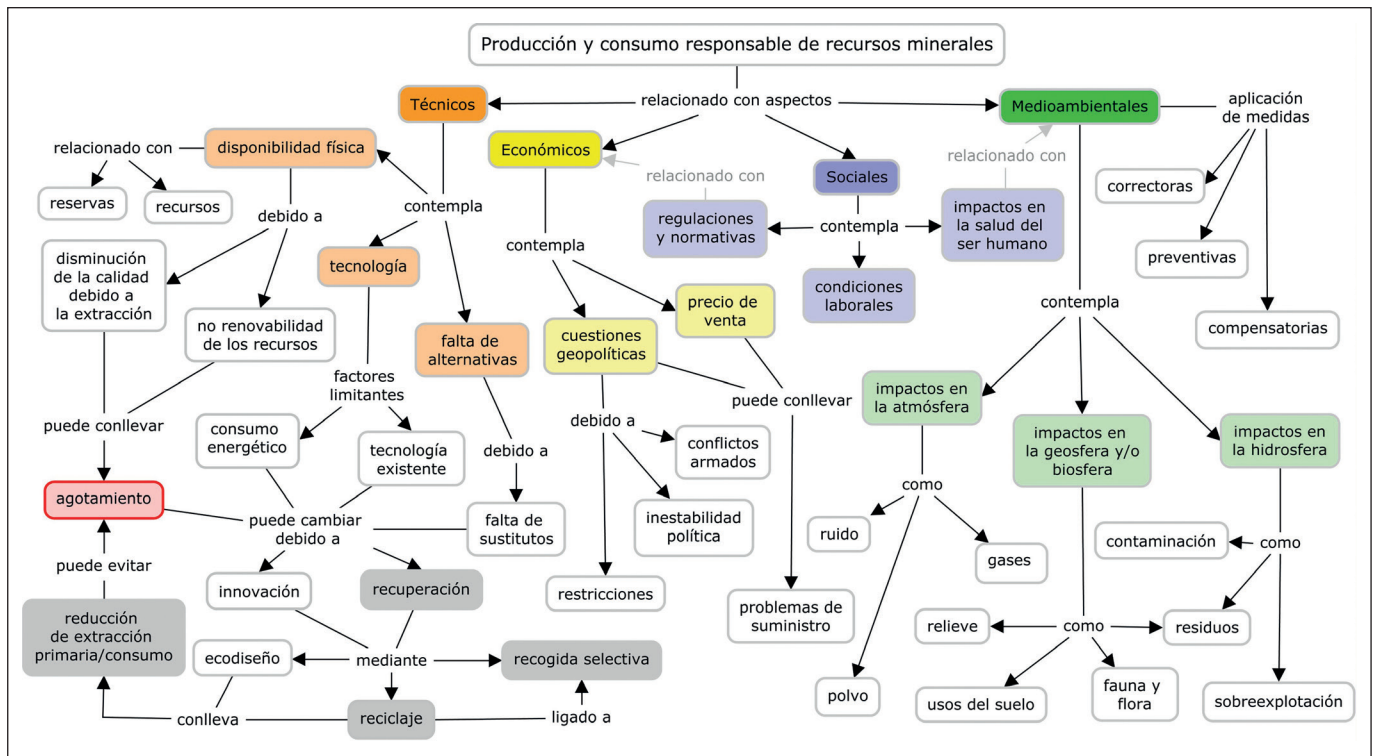 Producción y consumo responsable de recursos minerales
relacionado con aspectos
Técnicos
Medioambientales
aplicación
de medidas
relacionado con
disponibilidad física
Económicos
relacionado con
Sociales
relacionado con
correctoras
reservas
recursos
contempla
debido a
regulaciones
y normativas
contempla
impactos en
la salud del
ser humano
disminución
de la calidad
debido a
la extracción
tecnología
contempla
preventivas
condiciones
laborales
contempla
no renovabilidad
de los recursos
falta de
alternativas
cuestiones
geopolíticas
precio de
venta
compensatorias
factores
limitantes
puede conllevar
impactos en
la atmósfera
puede conllevar
consumo
energético
tecnología
existente
debido a
debido a
conflictos
armados
impactos en
la geosfera y/o
biosfera
impactos en
la hidrosfera
agotamiento
puede cambiar
debido a
falta de
sustitutos
inestabilidad
política
como
ruido
gases
contaminación
como
puede evitar
innovación
recuperación
restricciones
problemas de
suministro
reducción
de extracción
primaria/consumo
ecodiseño
mediante
recogida selectiva
relieve
como
residuos
polvo
usos del suelo
fauna y
flora
sobreexplotación
conlleva
reciclaje
ligado a